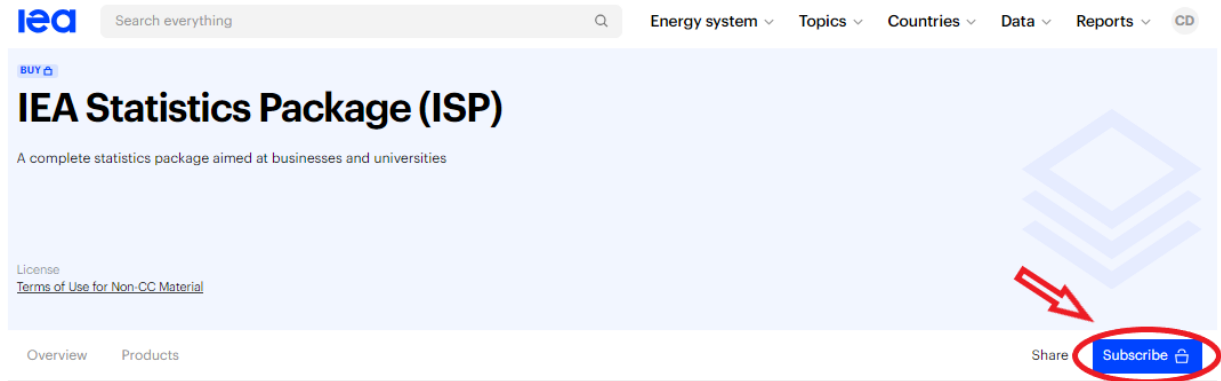 iea
Search everything
Energy system
Topics
Countries
Data
Reports
CD
BUY
IEA Statistics Package (ISP)
A complete statistics package aimed at businesses and universities
License
Terms of Use for Non-CC Material
Overview
Products
Share
Subscribe